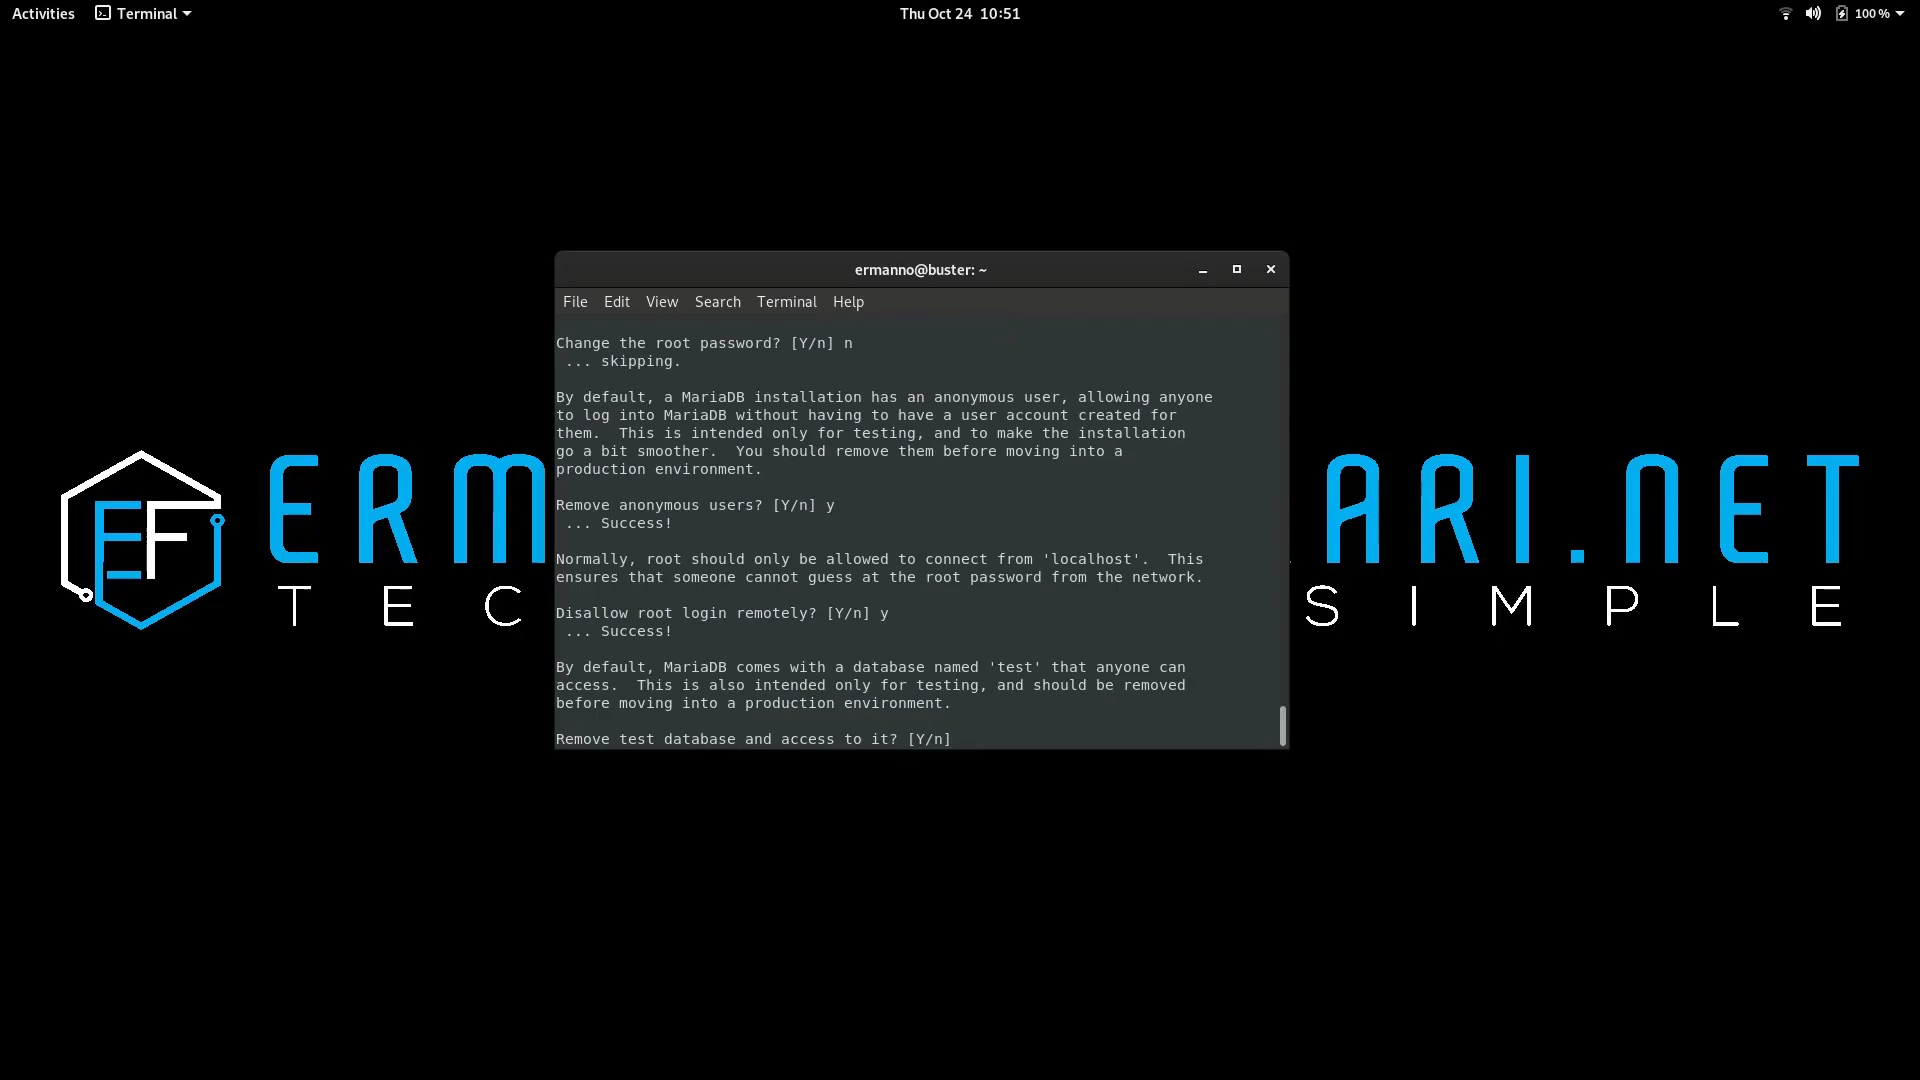 Activities Terminal Thu Oct 24 10:51 100 %
ermanno@buster: ~
File Edit View Search Terminal Help
Change the root password? [Y/n] n
... skipping.
By default, a MariaDB installation has an anonymous user, allowing anyone
to log into MariaDB without having to have a user account created for
them. This is intended only for testing, and to make the installation
go a bit smoother. You should remove them before moving into a
production environment.
Remove anonymous users? [Y/n] y
... Success!
Normally, root should only be allowed to connect from 'localhost'. This
ensures that someone cannot guess at the root password from the network.
Disallow root login remotely? [Y/n] y
... Success!
By default, MariaDB comes with a database named 'test' that anyone can
access. This is also intended only for testing, and should be removed
before moving into a production environment.
Remove test database and access to it? [Y/n]
EF ERM ARI.NET
TEC SIMPLE